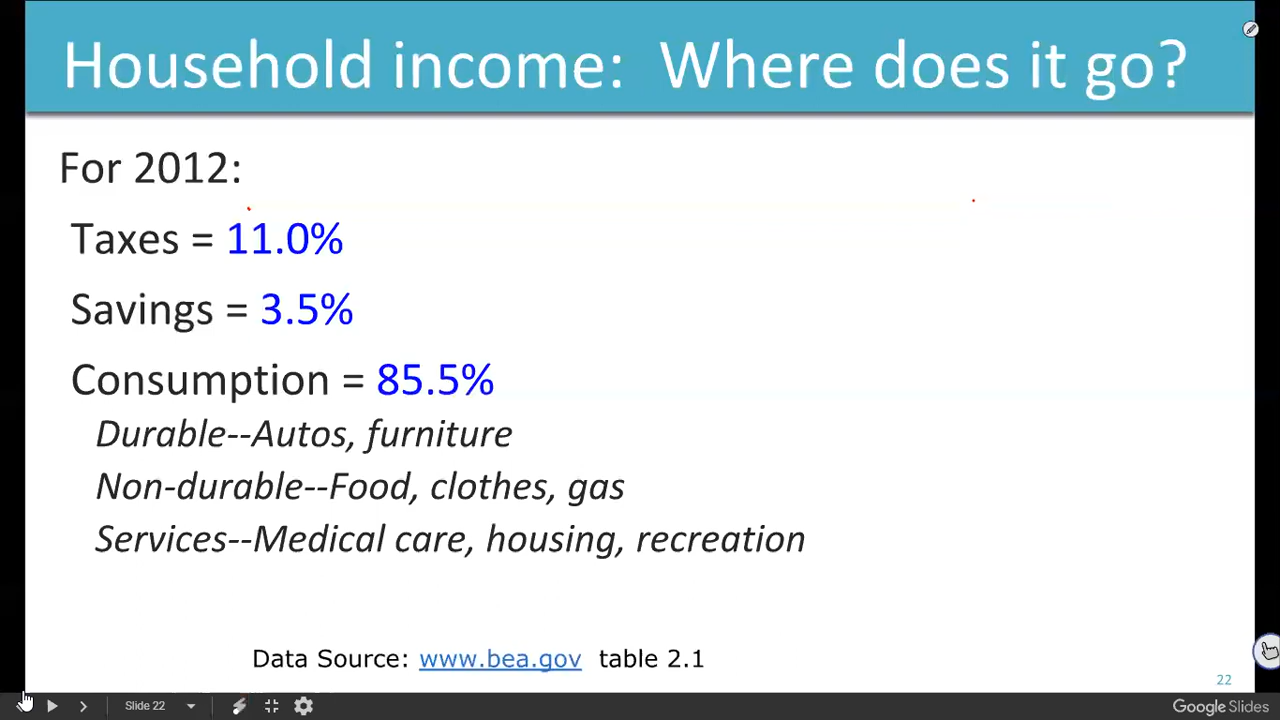 Household income:  Where does it go?
For 2012:
Taxes = 11.0%
Savings = 3.5%
Consumption = 85.5%
Durable--Autos, furniture
Non-durable--Food, clothes, gas
Services--Medical care, housing, recreation
Data Source: www.bea.gov  table 2.1
22
Slide 22
Google Slides